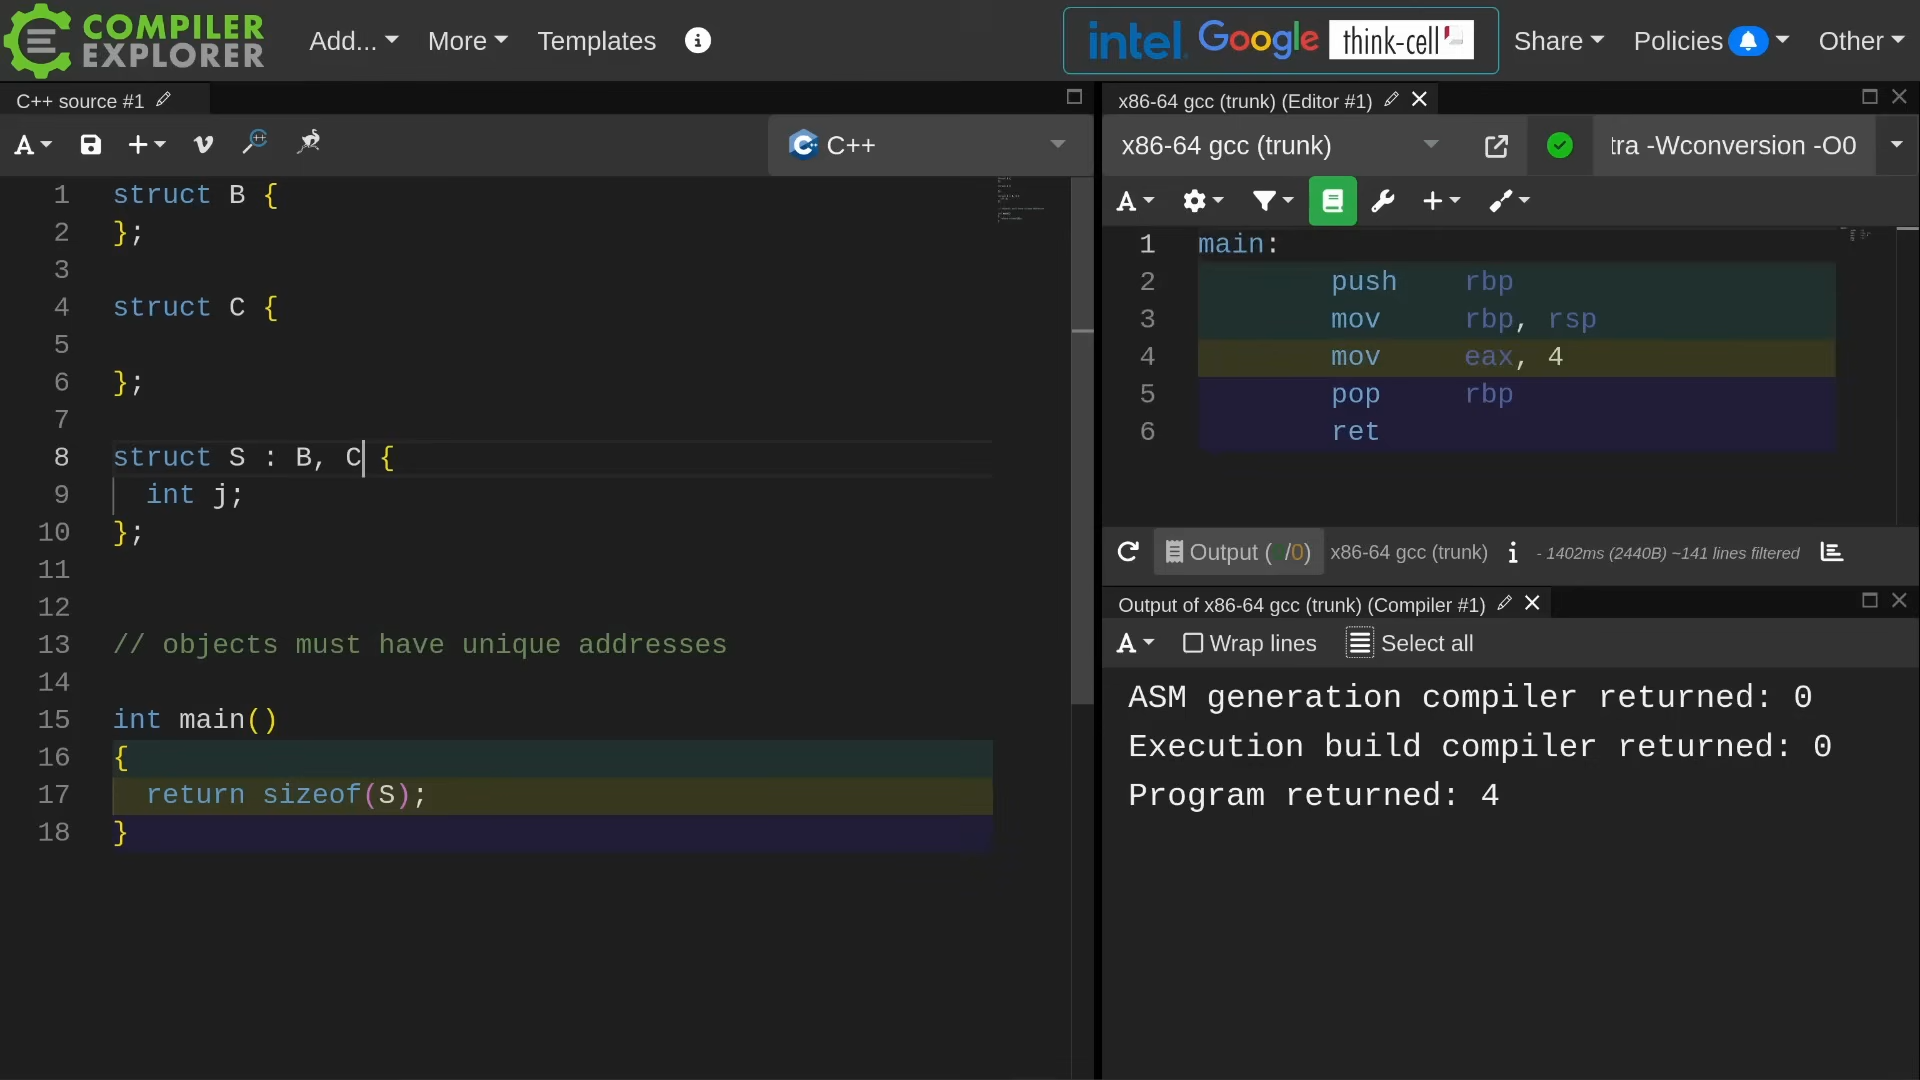 COMPILER
EXPLORER
Add...
More
Templates
intel. Google think-cell
Share
Policies
Other
C++ source #1
A
C++
1 struct B {
2 };
3
4 struct C {
5
6 };
7
8 struct S : B, C {
9 int j;
10 };
11
12
13 // objects must have unique addresses
14
15 int main()
16 {
17 return sizeof(S);
18 }
x86-64 gcc (trunk) (Editor #1)
x86-64 gcc (trunk)
tra -Wconversion -O0
A
1 main:
2 push rbp
3 mov rbp, rsp
4 mov eax, 4
5 pop rbp
6 ret
Output ( /0) x86-64 gcc (trunk) i - 1402ms (2440B) ~141 lines filtered
Output of x86-64 gcc (trunk) (Compiler #1)
A Wrap lines Select all
ASM generation compiler returned: 0
Execution build compiler returned: 0
Program returned: 4